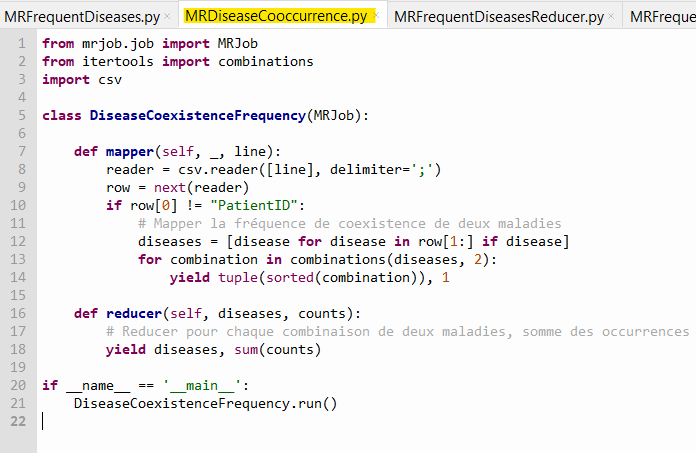 MRFrequentDiseases.py MRDiseaseCooccurrence.py MRFrequentDiseasesReducer.py MRFreque
1 from mrjob.job import MRJob
2 from itertools import combinations
3 import csv
4
5 class DiseaseCoexistenceFrequency(MRJob):
6
7     def mapper(self, _, line):
8         reader = csv.reader([line], delimiter=';')
9         row = next(reader)
10         if row[0] != "PatientID":
11             # Mapper la fréquence de coexistence de deux maladies
12             diseases = [disease for disease in row[1:] if disease]
13             for combination in combinations(diseases, 2):
14                 yield tuple(sorted(combination)), 1
15
16     def reducer(self, diseases, counts):
17         # Reducer pour chaque combinaison de deux maladies, somme des occurrences
18         yield diseases, sum(counts)
19
20 if __name__ == '__main__':
21     DiseaseCoexistenceFrequency.run()
22